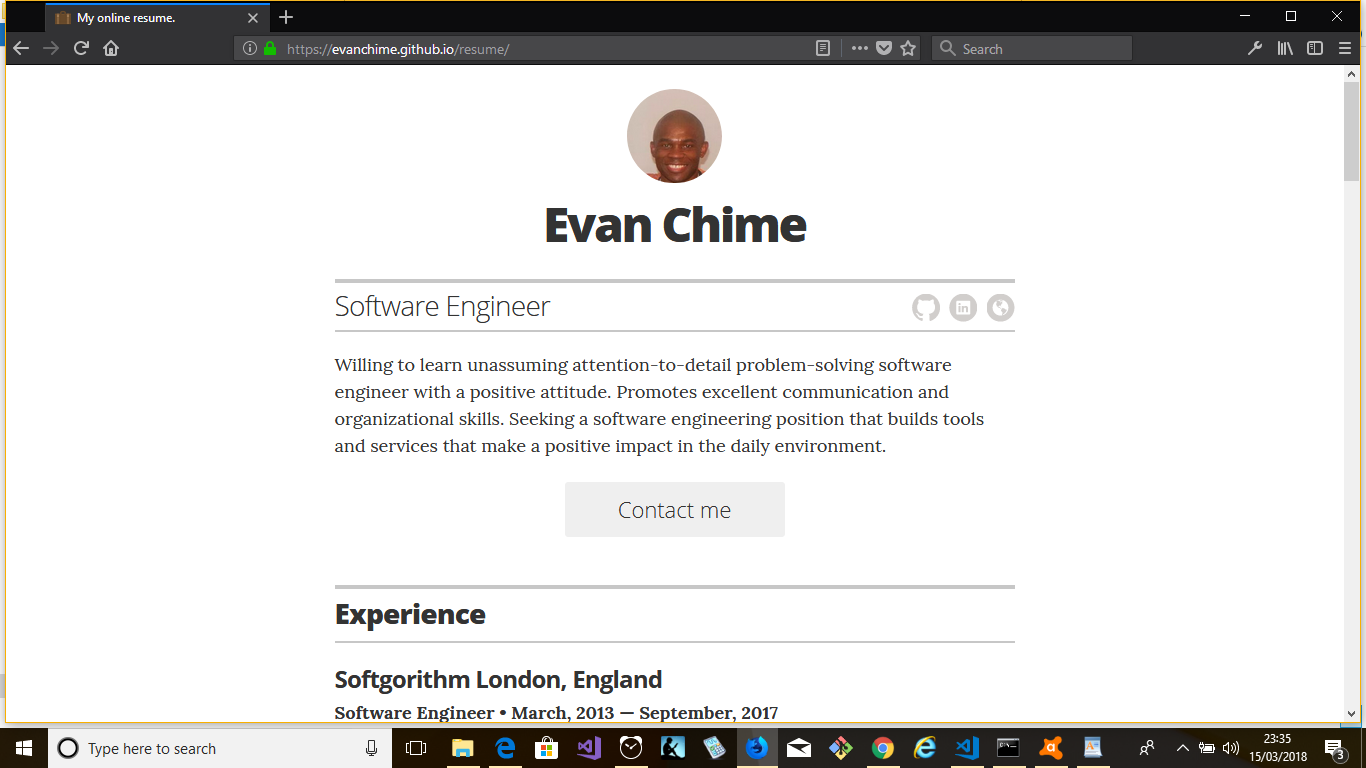 My online resume.
https://evanchime.github.io/resume/
Search
Evan Chime
Software Engineer
Willing to learn unassuming attention-to-detail problem-solving software
engineer with a positive attitude. Promotes excellent communication and
organizational skills. Seeking a software engineering position that builds tools
and services that make a positive impact in the daily environment.
Contact me
Experience
Softgorithm London, England
Software Engineer • March, 2013 — September, 2017
Type here to search
23:35
15/03/2018
3